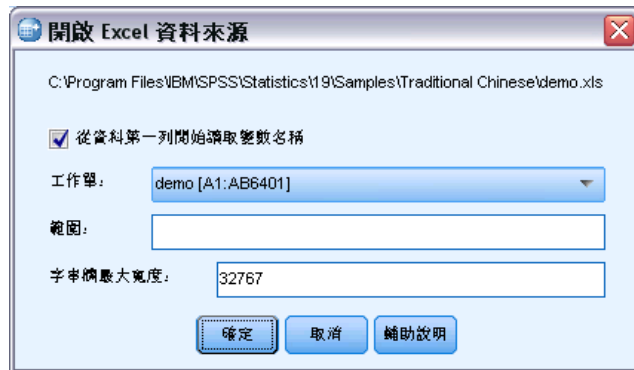 開啟 Excel 資料來源
C:\Program Files\IBM\SPSS\Statistics\19\Samples\Traditional Chinese\demo.xls
從資料第一列開始讀取變數名稱
工作單: demo [A1:AB6401]
範圍:
字串欄最大寬度: 32767
確定 取消 輔助說明